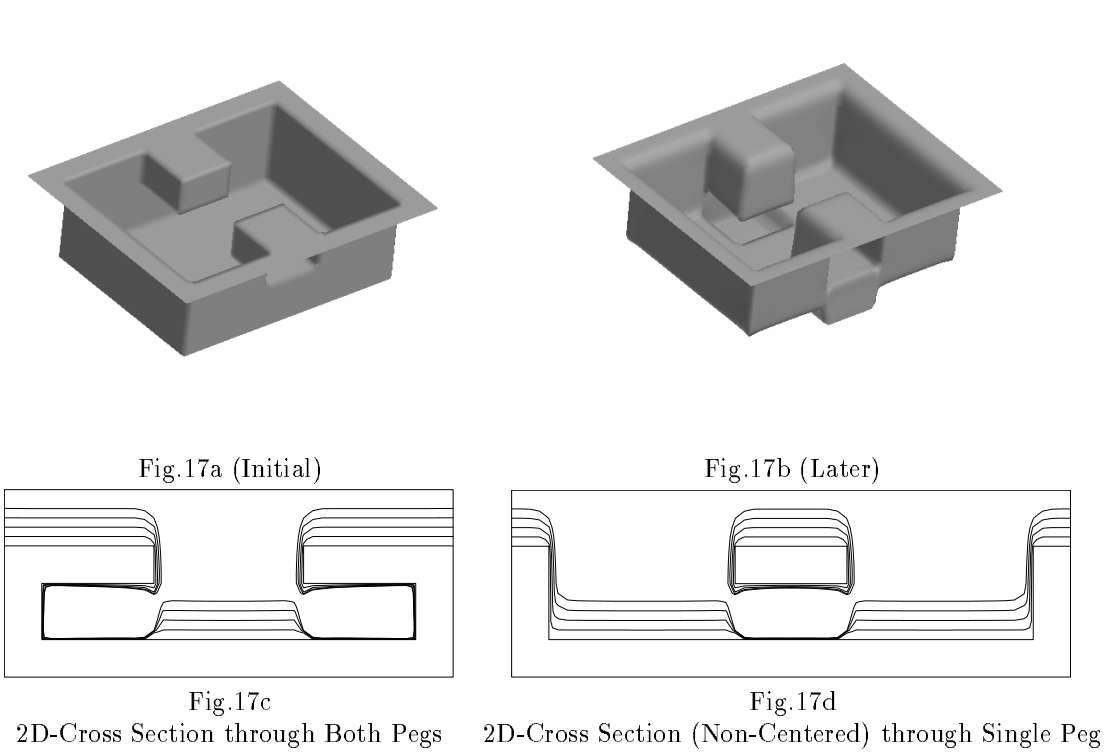 Fig.17a (Initial)
Fig.17b (Later)
Fig.17c
2D-Cross Section through Both Pegs
Fig.17d
2D-Cross Section (Non-Centered) through Single Peg